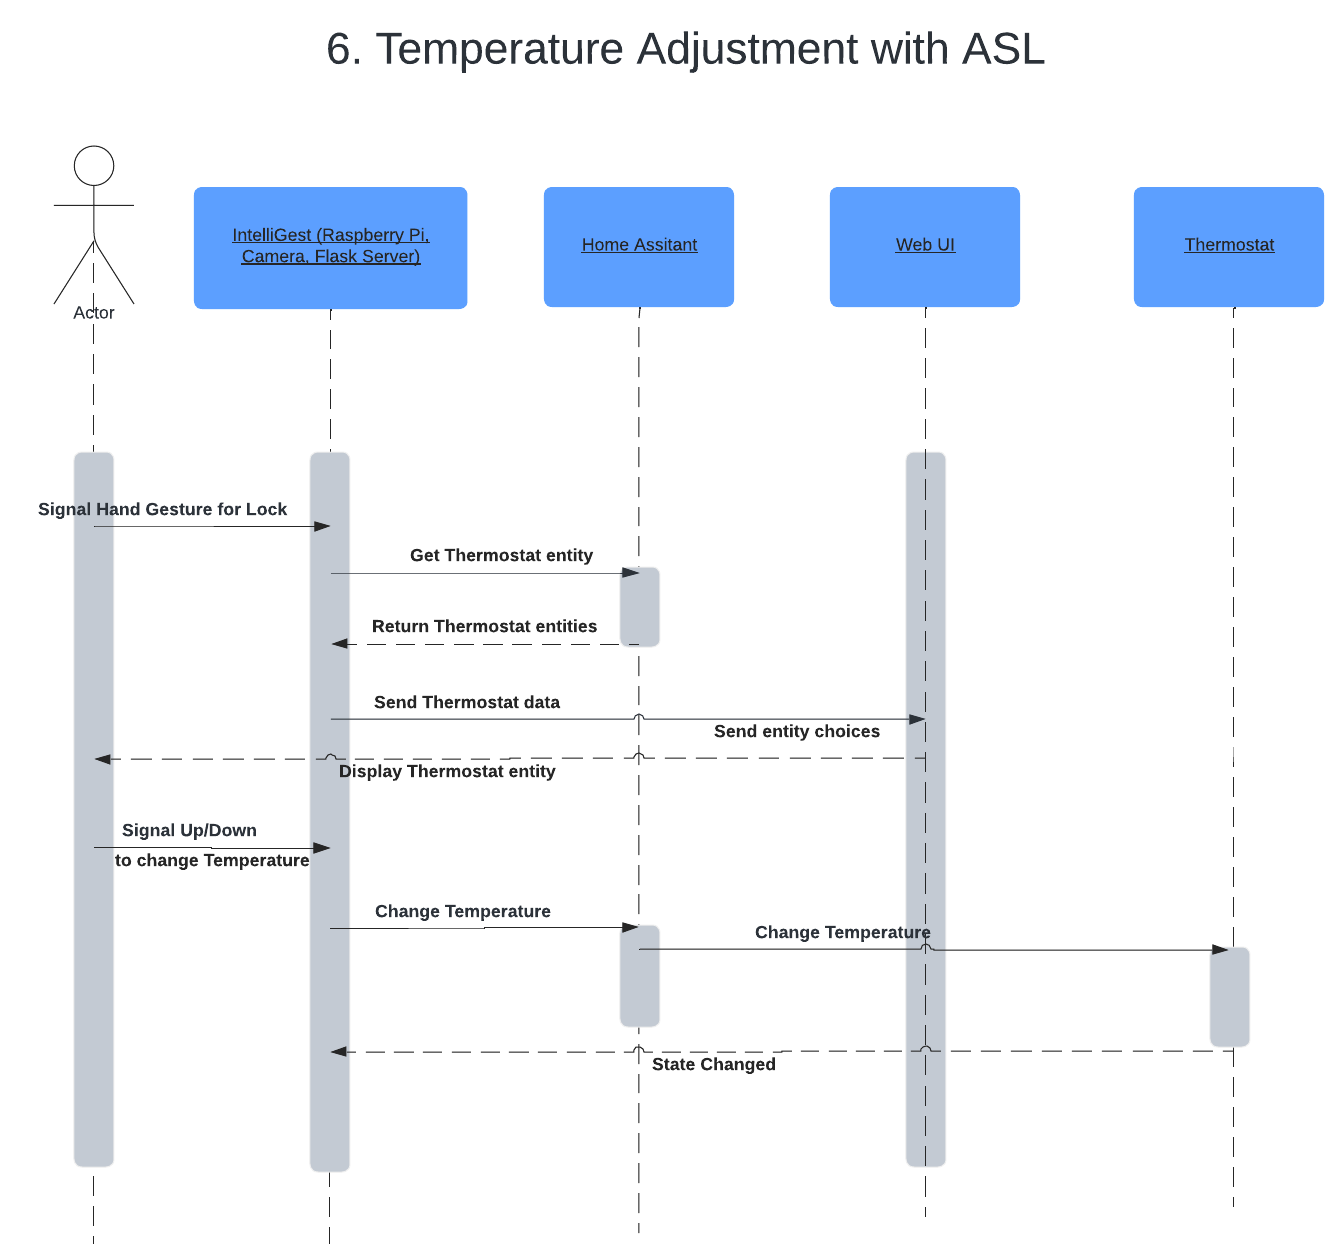 6. Temperature Adjustment with ASL
Actor
IntelliGest (Raspberry Pi,
Camera, Flask Server)
Home Assitant
Web UI
Thermostat
Signal Hand Gesture for Lock
Get Thermostat entity
Return Thermostat entities
Send Thermostat data
Send entity choices
Display Thermostat entity
Signal Up/Down
to change Temperature
Change Temperature
Change Temperature
State Changed